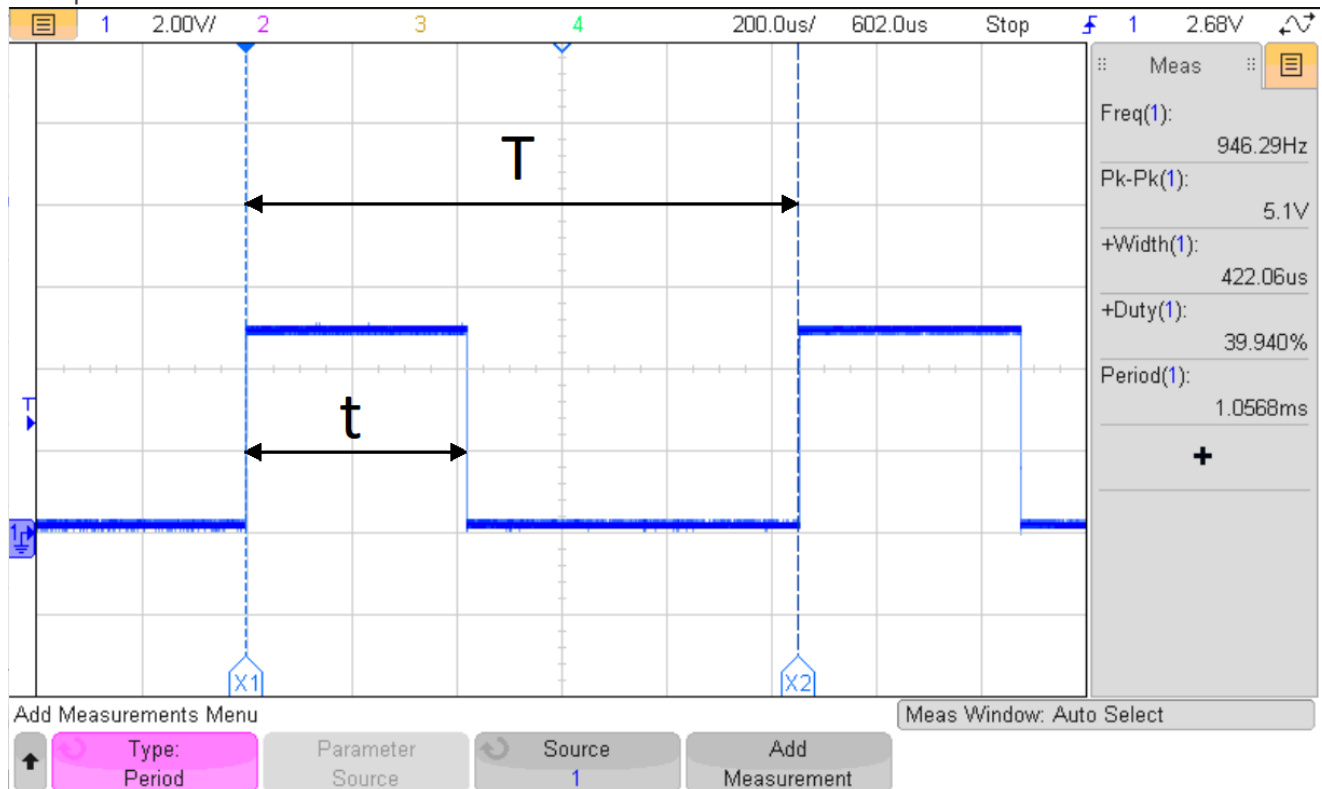 1 2.00V/ 2 3 4 200.0us/ 602.0us Stop 1 2.68V
Meas
Freq(1):
946.29Hz
Pk-Pk(1):
5.1V
+Width(1):
422.06us
+Duty(1):
39.940%
Period(1):
1.0568ms
+
T
t
T
1
X1
X2
Add Measurements Menu
Meas Window: Auto Select
Type:
Period
Parameter
Source
Source
1
Add
Measurement